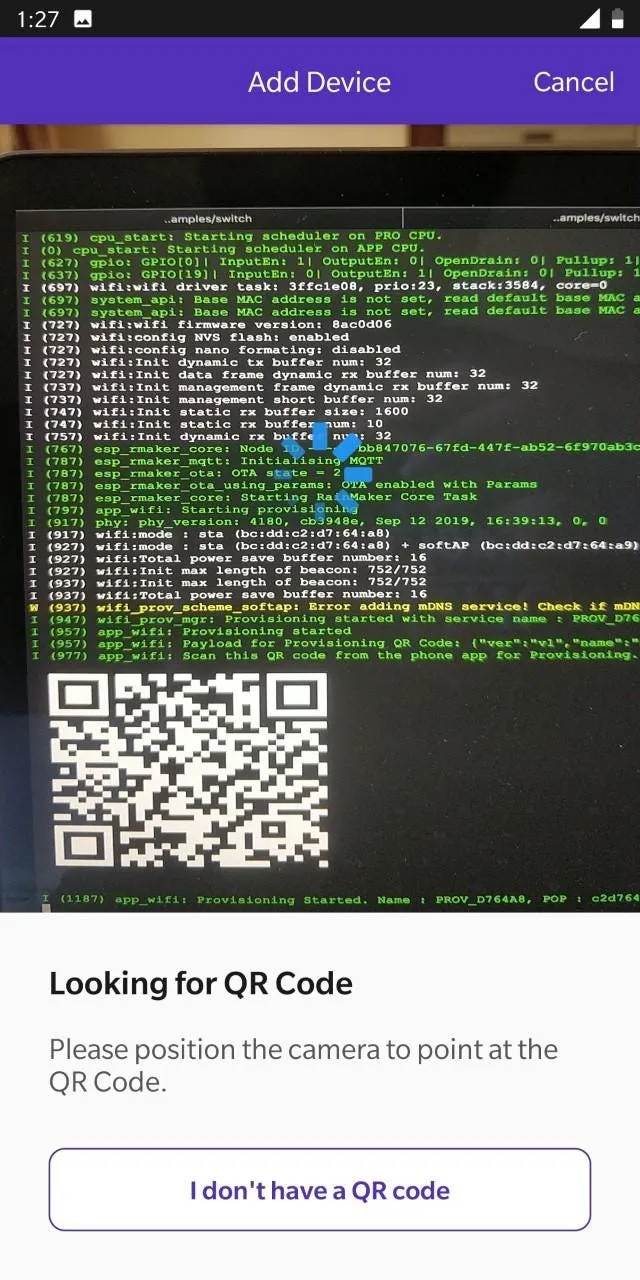 1:27
Add Device
Cancel
..amples/switch
..amples/switch
I (619) cpu_start: Starting scheduler on PRO CPU.
I (0) cpu_start: Starting scheduler on APP CPU.
I (627) gpio: GPIO[0]| InputEn: 1| OutputEn: 0| OpenDrain: 0| Pullup: 1|
I (637) gpio: GPIO[19]| InputEn: 0| OutputEn: 1| OpenDrain: 0| Pullup: 1
I (697) wifi:wifi driver task: 3ffc1e08, prio:23, stack:3584, core=0
I (697) system_api: Base MAC address is not set, read default base MAC a
I (697) system_api: Base MAC address is not set, read default base MAC a
I (727) wifi:wifi firmware version: 8ac0d06
I (727) wifi:config NVS flash: enabled
I (727) wifi:config nano formating: disabled
I (727) wifi:Init dynamic tx buffer num: 32
I (727) wifi:Init data frame dynamic rx buffer num: 32
I (737) wifi:Init management frame dynamic rx buffer num: 32
I (737) wifi:Init management short buffer num: 32
I (747) wifi:Init static rx buffer size: 1600
I (747) wifi:Init static rx buffer num: 10
I (757) wifi:Init dynamic rx buffer num: 32
I (767) esp_rmaker_core: Node ID bb847076-67fd-447f-ab52-6f970ab3c
I (787) esp_rmaker_mqtt: Initialising MQTT
I (787) esp_rmaker_ota: OTA state = 2
I (787) esp_rmaker_ota_using_params: OTA enabled with Params
I (787) esp_rmaker_core: Starting RainMaker Core Task
I (797) app_wifi: Starting provisioning
I (917) phy: phy_version: 4180, cb3948e, Sep 12 2019, 16:39:13, 0, 0
I (917) wifi:mode : sta (bc:dd:c2:d7:64:a8)
I (927) wifi:mode : sta (bc:dd:c2:d7:64:a8) + softAP (bc:dd:c2:d7:64:a9)
I (927) wifi:Total power save buffer number: 16
I (927) wifi:Init max length of beacon: 752/752
I (937) wifi:Init max length of beacon: 752/752
I (937) wifi:Total power save buffer number: 16
W (937) wifi_prov_scheme_softap: Error adding mDNS service! Check if mDN
I (947) wifi_prov_mgr: Provisioning started with service name : PROV_D76
I (957) app_wifi: Provisioning started
I (957) app_wifi: Payload for Provisioning QR Code: {"ver":"v1","name":"
I (977) app_wifi: Scan this QR code from the phone app for Provisioning.
I (1187) app_wifi: Provisioning Started. Name : PROV_D764A8, POP : c2d764
Looking for QR Code
Please position the camera to point at the
QR Code.
I don't have a QR code